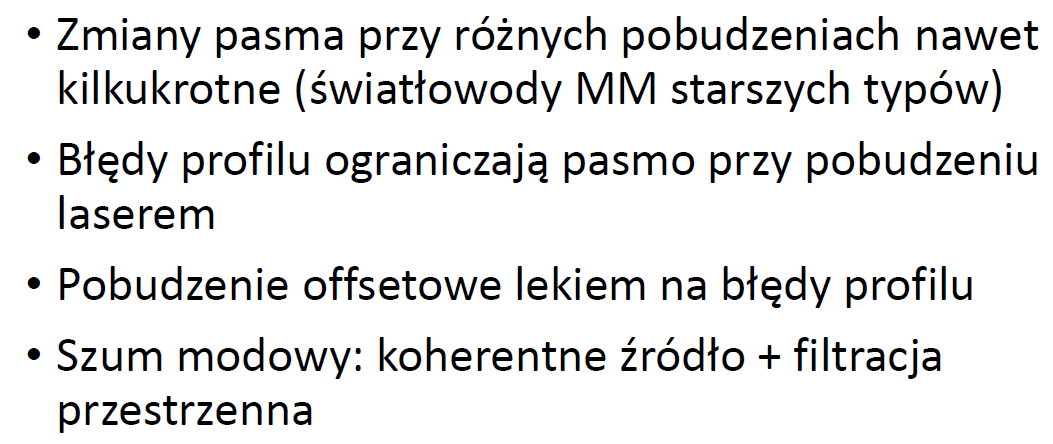 • Zmiany pasma przy różnych pobudzeniach nawet
kilkukrotne (światłowody MM starszych typów)
• Błędy profilu ograniczają pasmo przy pobudzeniu
laserem
• Pobudzenie offsetowe lekiem na błędy profilu
• Szum modowy: koherentne źródło + filtracja
przestrzenna